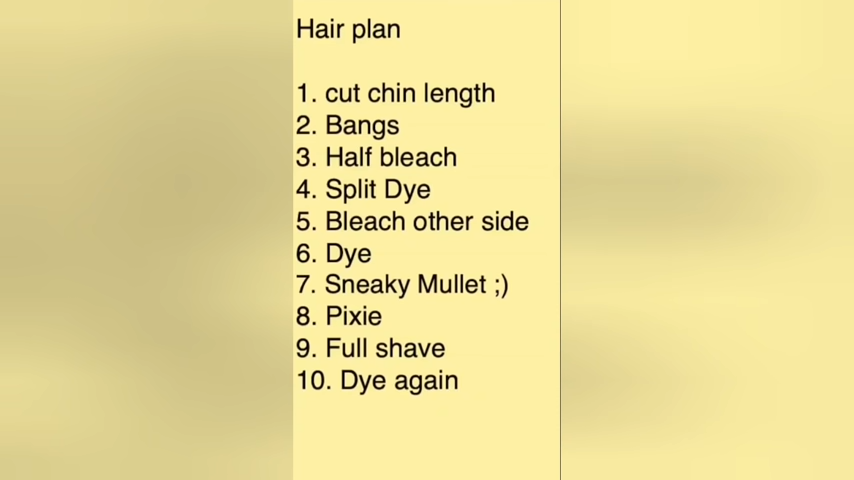 Hair plan
1. cut chin length
2. Bangs
3. Half bleach
4. Split Dye
5. Bleach other side
6. Dye
7. Sneaky Mullet ;)
8. Pixie
9. Full shave
10. Dye again